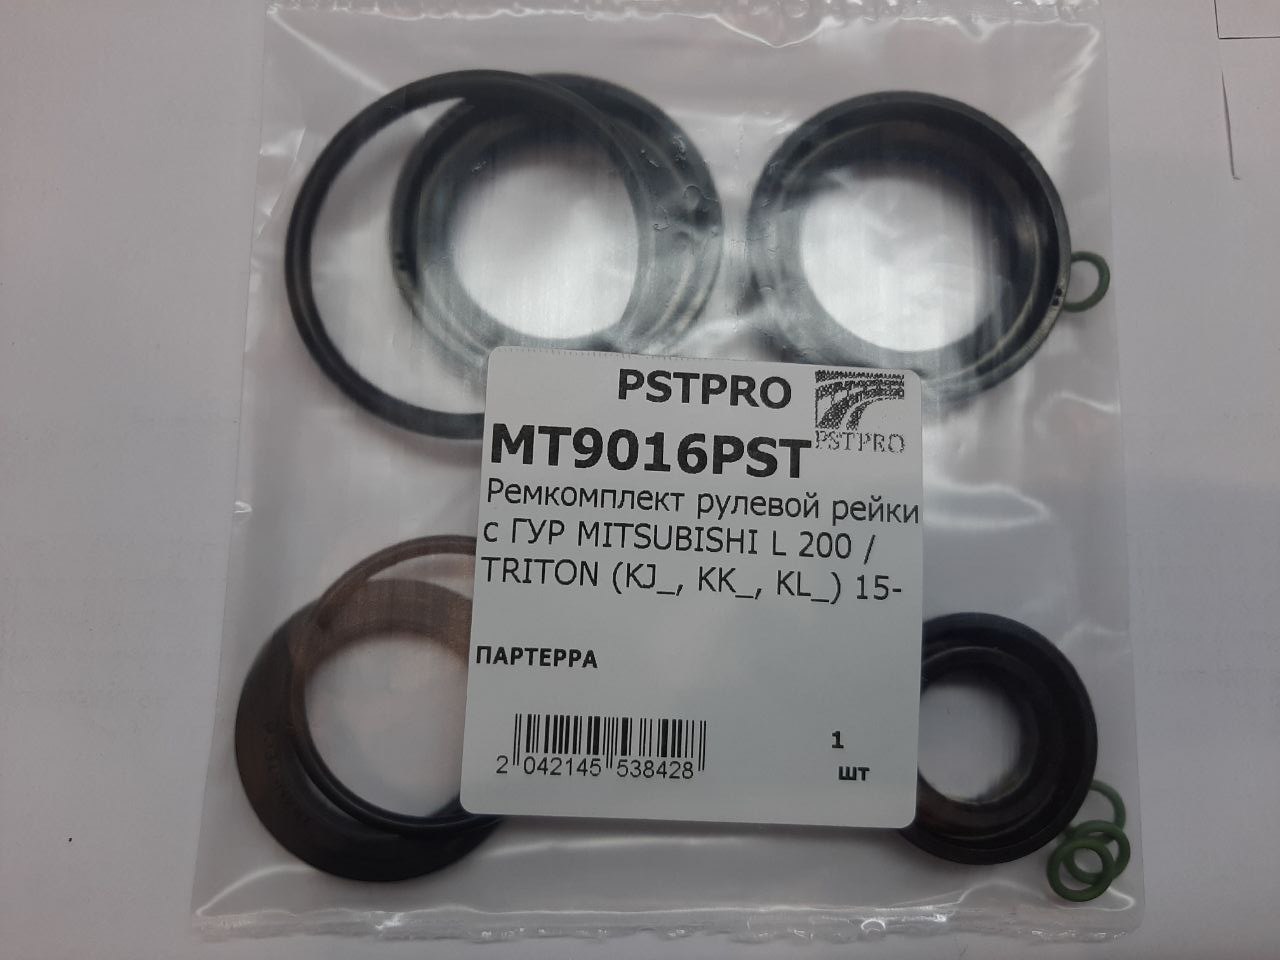 PSTPRO
PSTPRO
MT9016PST
Ремкомплект рулевой рейки
с ГУР MITSUBISHI L 200 /
TRITON (KJ_, KK_, KL_) 15-
ПАРТЕРРА
1
шт
2 042145 538428